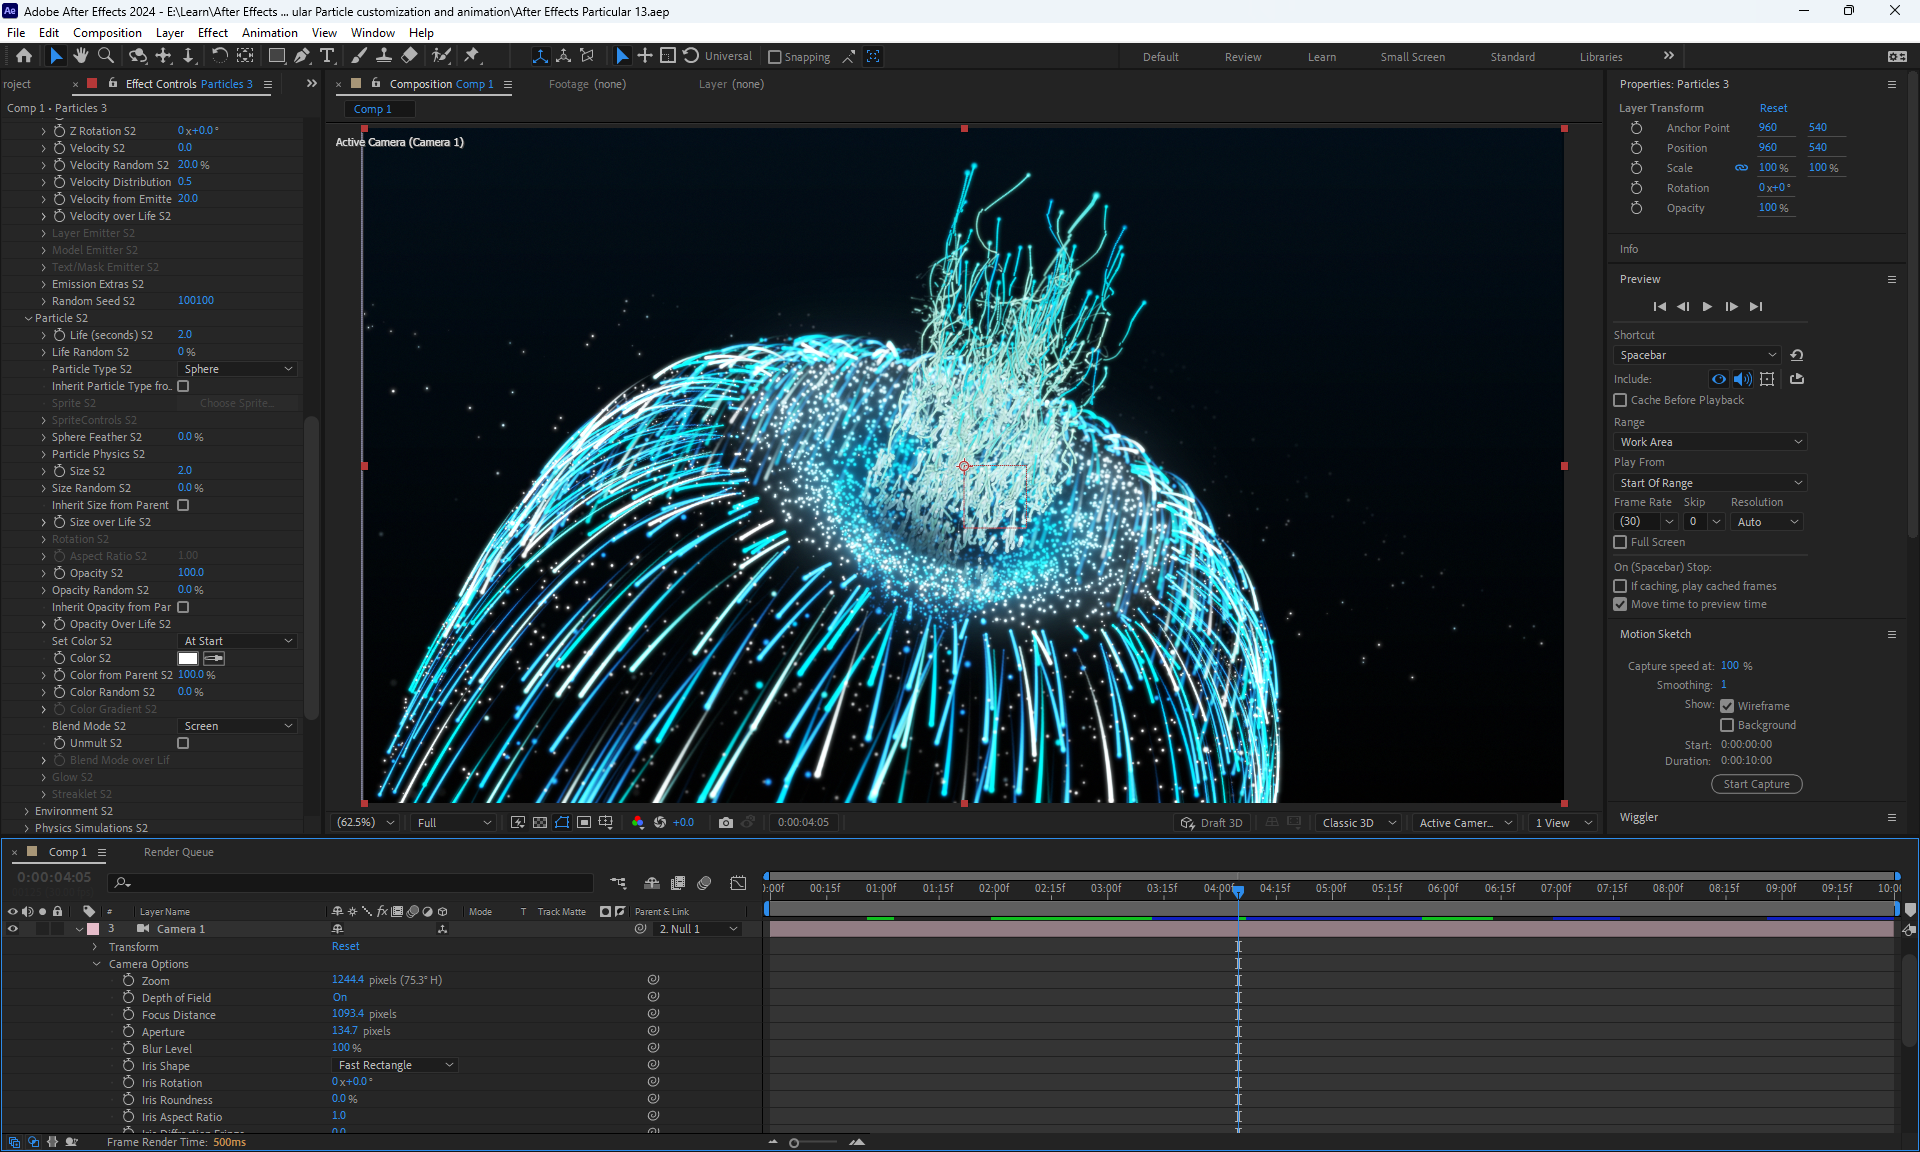 Adobe After Effects 2024 - E:\Learn\After Effects ... ular Particle customization and animation\After Effects Particular 13.aep
File Edit Composition Layer Effect Animation View Window Help
Universal Snapping Default Review Learn Small Screen Standard Libraries
roject Effect Controls Particles 3
Composition Comp 1 Footage (none) Layer (none)
Comp 1 • Particles 3
Comp 1
Active Camera (Camera 1)
Z Rotation S2 0x+0.0°
Velocity S2 0.0
Velocity Random S2 20.0 %
Velocity Distribution 0.5
Velocity from Emitte 20.0
Velocity over Life S2
Layer Emitter S2
Model Emitter S2
Text/Mask Emitter S2
Emission Extras S2
Random Seed S2 100100
Particle S2
Life (seconds) S2 2.0
Life Random S2 0 %
Particle Type S2 Sphere
Inherit Particle Type fro..
Sprite S2 Choose Sprite...
SpriteControls S2
Sphere Feather S2 0.0 %
Particle Physics S2
Size S2 2.0
Size Random S2 0.0 %
Inherit Size from Parent
Size over Life S2
Rotation S2
Aspect Ratio S2 1.00
Opacity S2 100.0
Opacity Random S2 0.0 %
Inherit Opacity from Par
Opacity Over Life S2
Set Color S2 At Start
Color S2
Color from Parent S2 100.0 %
Color Random S2 0.0 %
Color Gradient S2
Blend Mode S2 Screen
Unmult S2
Blend Mode over Lif
Glow S2
Streaklet S2
Environment S2
Physics Simulations S2
(62.5%) Full +0.0 0:00:04:05 Draft 3D Classic 3D Active Camer... 1 View
Properties: Particles 3
Layer Transform Reset
Anchor Point 960 540
Position 960 540
Scale 100 % 100 %
Rotation 0x+0°
Opacity 100 %
Info
Preview
Shortcut
Spacebar
Include:
Cache Before Playback
Range
Work Area
Play From
Start Of Range
Frame Rate Skip Resolution
(30) 0 Auto
Full Screen
On (Spacebar) Stop:
If caching, play cached frames
Move time to preview time
Motion Sketch
Capture speed at: 100 %
Smoothing: 1
Show: Wireframe
Background
Start: 0:00:00:00
Duration: 0:00:10:00
Start Capture
Wiggler
Comp 1 Render Queue
0:00:04:05
):00f 00:15f 01:00f 01:15f 02:00f 02:15f 03:00f 03:15f 04:00f 04:15f 05:00f 05:15f 06:00f 06:15f 07:00f 07:15f 08:00f 08:15f 09:00f 09:15f 10:0(
# Layer Name fx Mode T Track Matte Parent & Link
3 Camera 1 2. Null 1
Transform Reset
Camera Options
Zoom 1244.4 pixels (75.3° H)
Depth of Field On
Focus Distance 1093.4 pixels
Aperture 134.7 pixels
Blur Level 100 %
Iris Shape Fast Rectangle
Iris Rotation 0x+0.0°
Iris Roundness 0.0 %
Iris Aspect Ratio 1.0
Iris Diffraction Fringe 0.0
Frame Render Time: 500ms